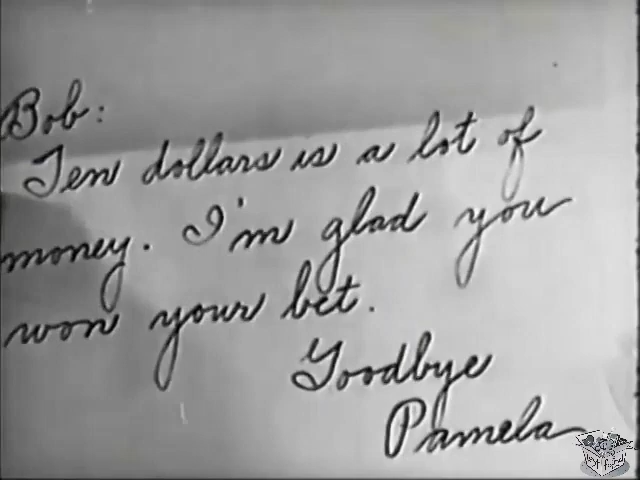 Bob:
Ten dollars is a lot of
money. I'm glad you
won your bet.
Goodbye
Pamela